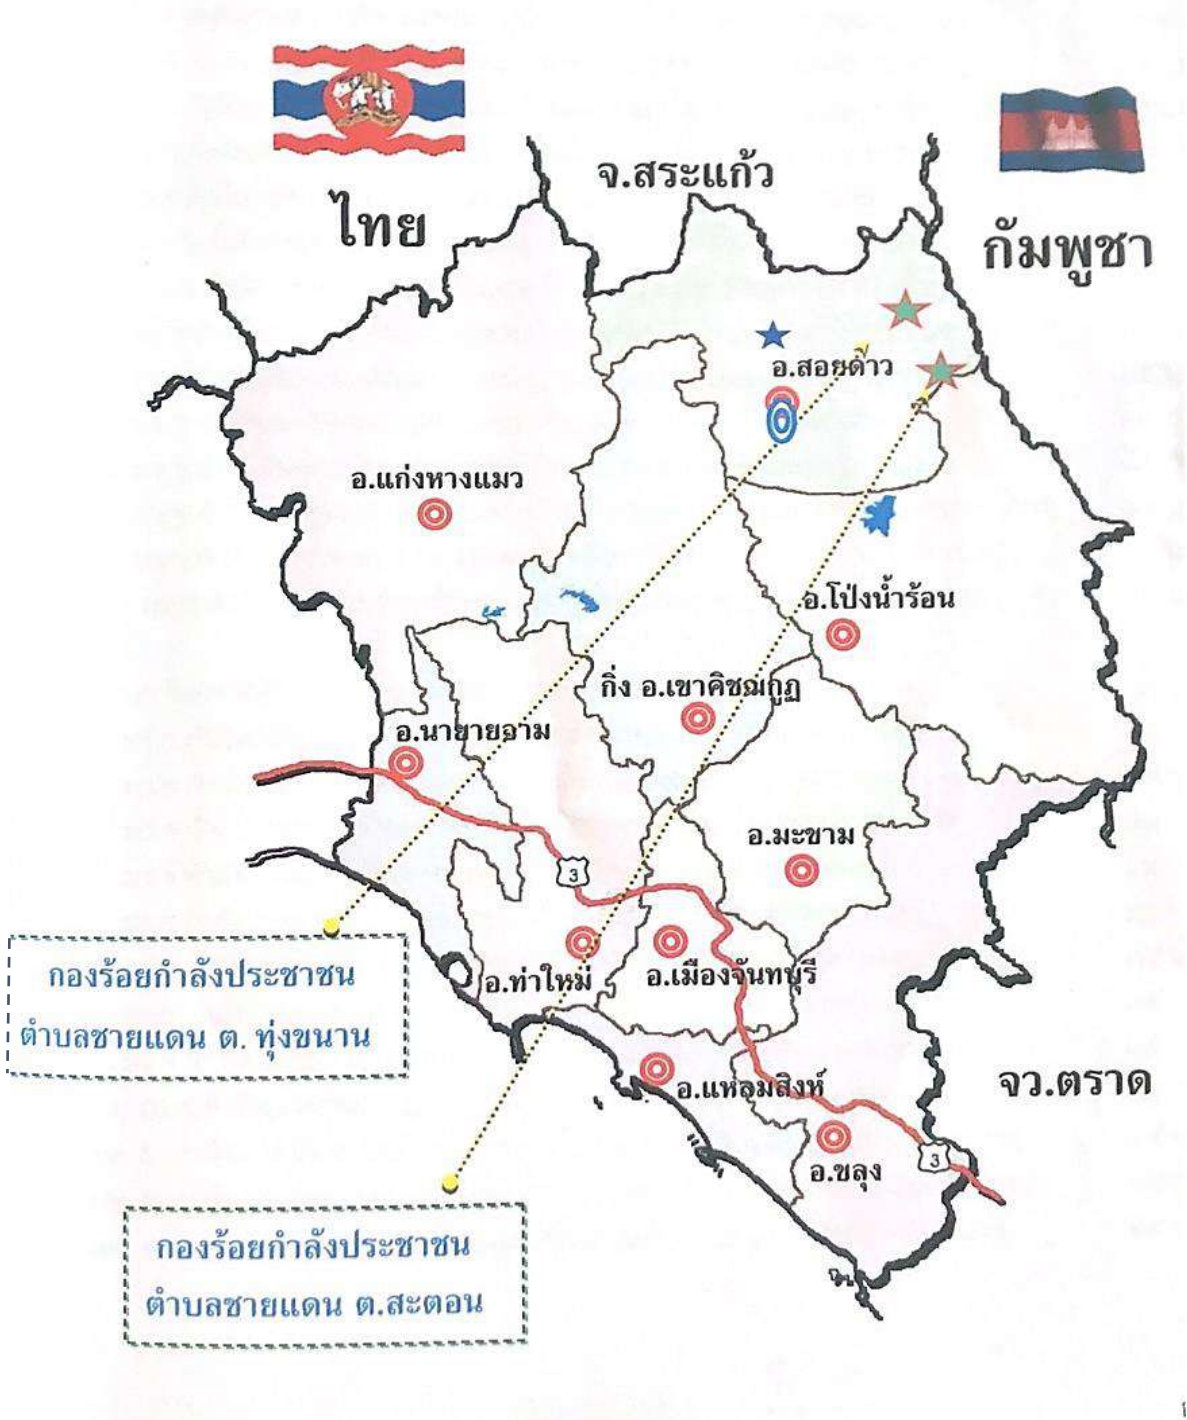 จ.สระแก้ว
ไทย
กัมพูชา
อ.สอยดาว
อ.แก่งหางแมว
อ.โป่งน้ำร้อน
กิ่ง อ.เขาคิชฌกูฏ
อ.นายายอาม
อ.มะขาม
3
กองร้อยกำลังประชาชน
ตำบลชายแดน ต. ทุ่งขนาน
อ.ท่าใหม่
อ.เมืองจันทบุรี
อ.แหลมสิงห์
จว.ตราด
3
อ.ขลุง
กองร้อยกำลังประชาชน
ตำบลชายแดน ต.สะตอน